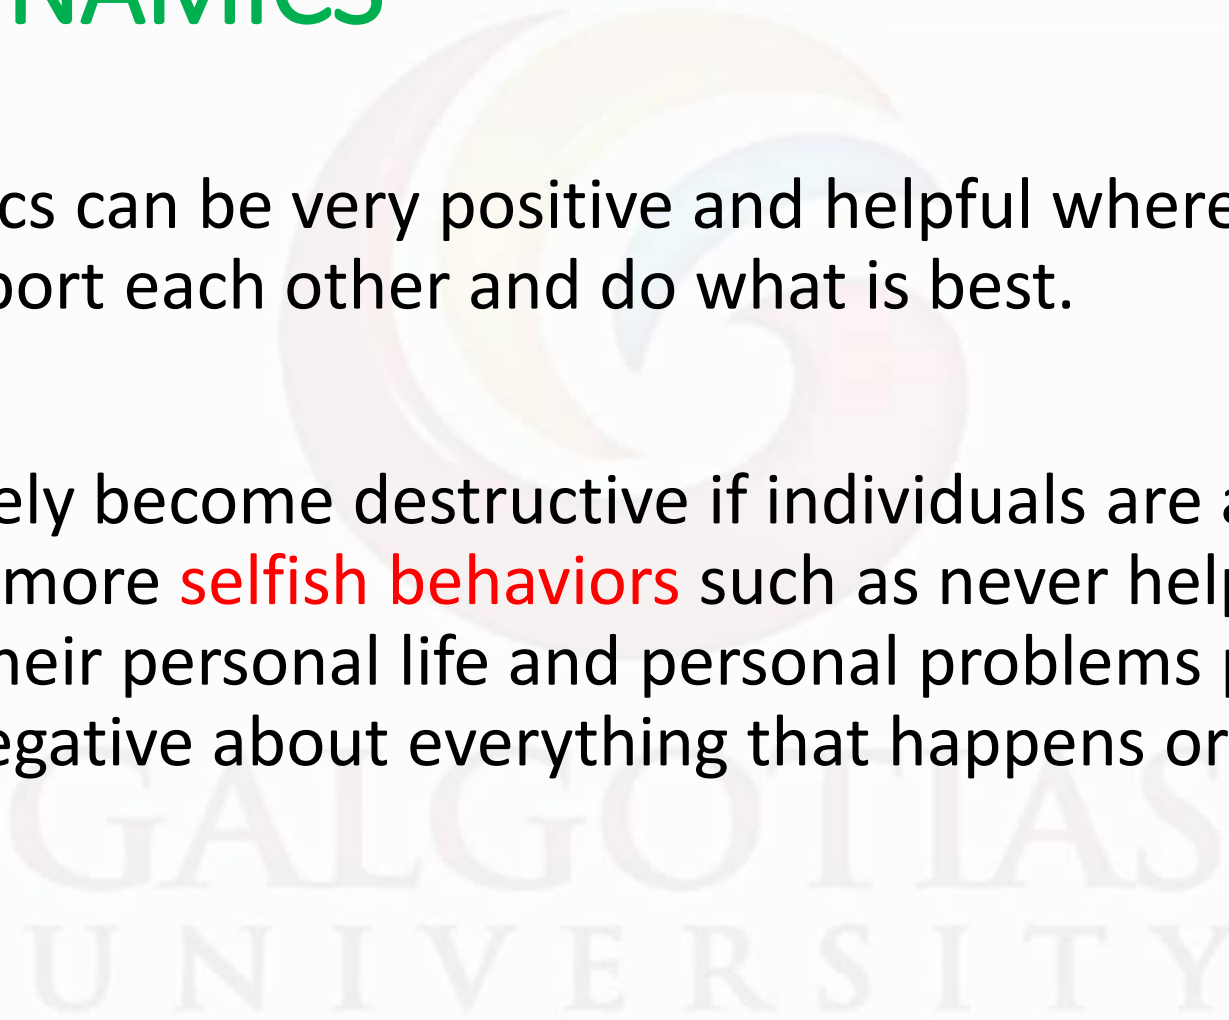 NAMICS
cs can be very positive and helpful where
port each other and do what is best.
ely become destructive if individuals are a
more selfish behaviors such as never help
heir personal life and personal problems p
egative about everything that happens or
GALGOTIAS
UNIVERSITY